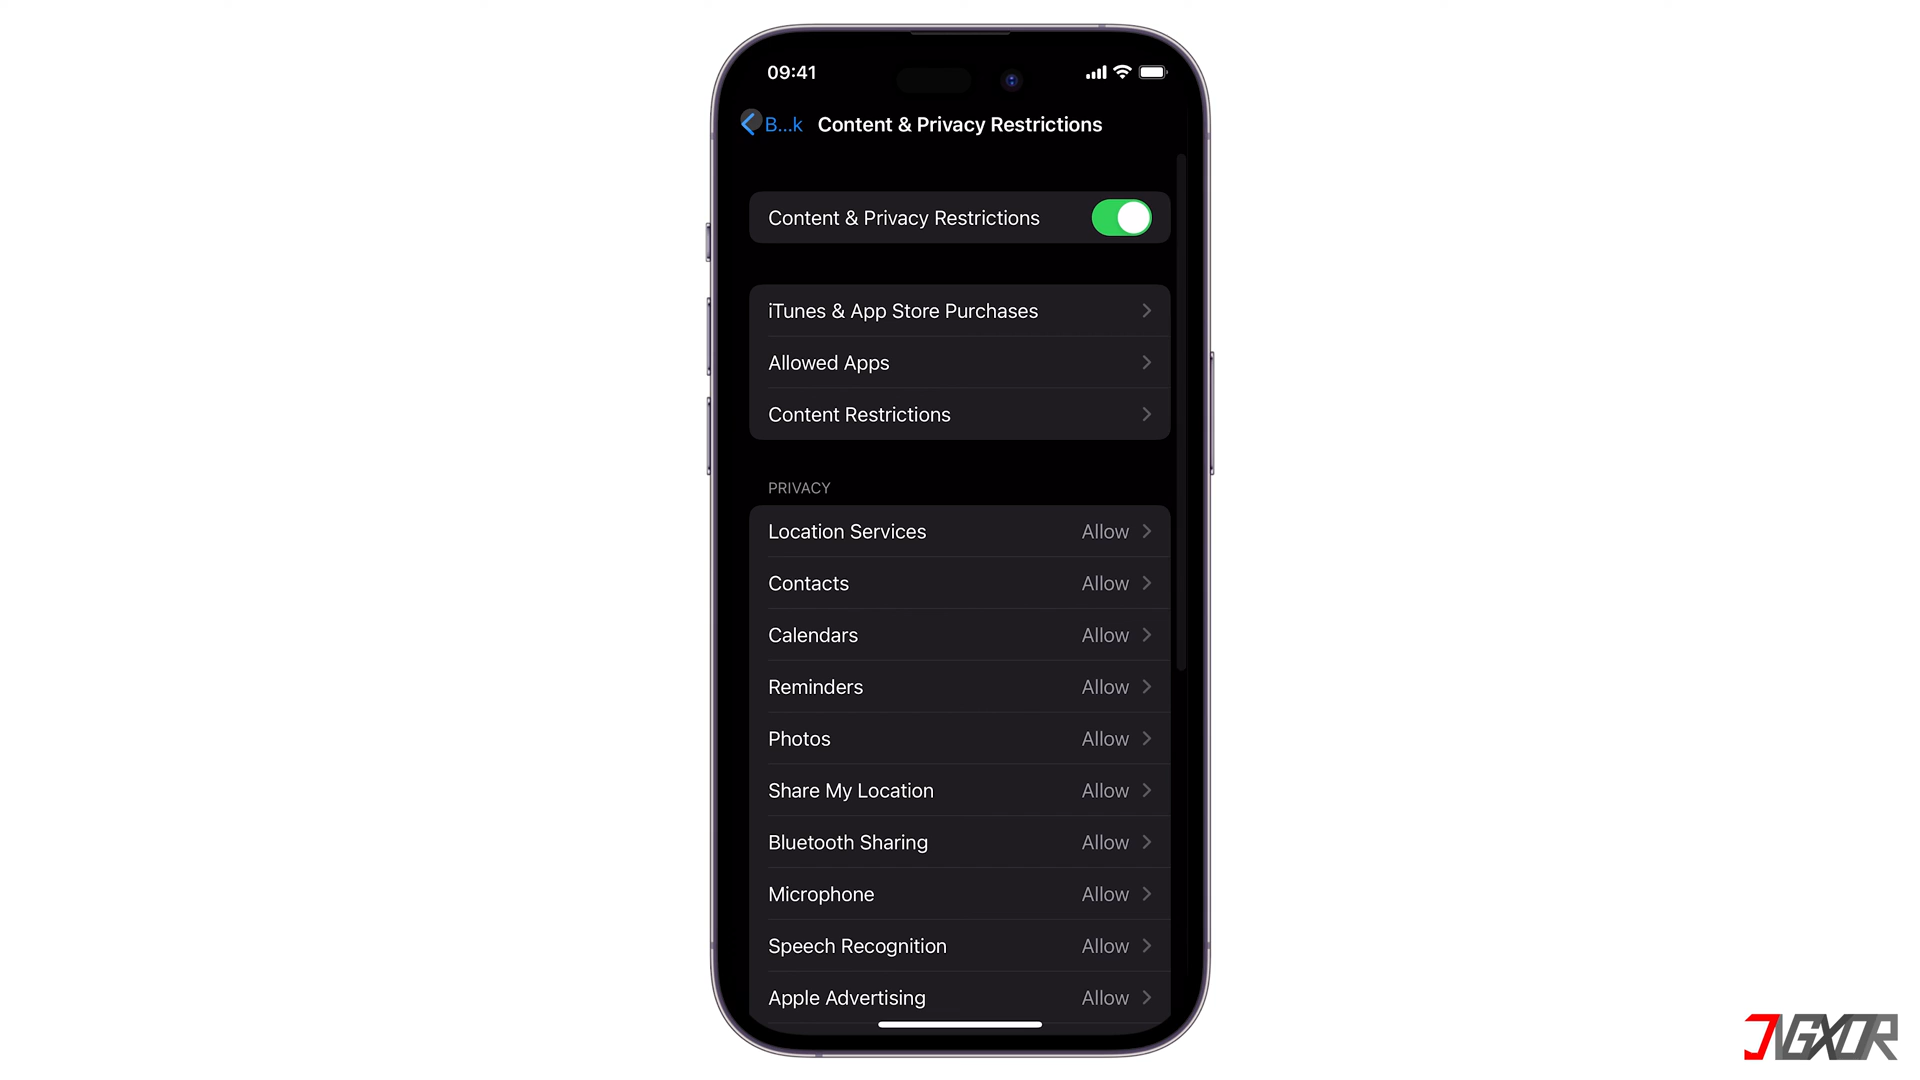 09:41
B...k Content & Privacy Restrictions
Content & Privacy Restrictions
iTunes & App Store Purchases
Allowed Apps
Content Restrictions
PRIVACY
Location Services Allow
Contacts Allow
Calendars Allow
Reminders Allow
Photos Allow
Share My Location Allow
Bluetooth Sharing Allow
Microphone Allow
Speech Recognition Allow
Apple Advertising Allow
JIGXOR